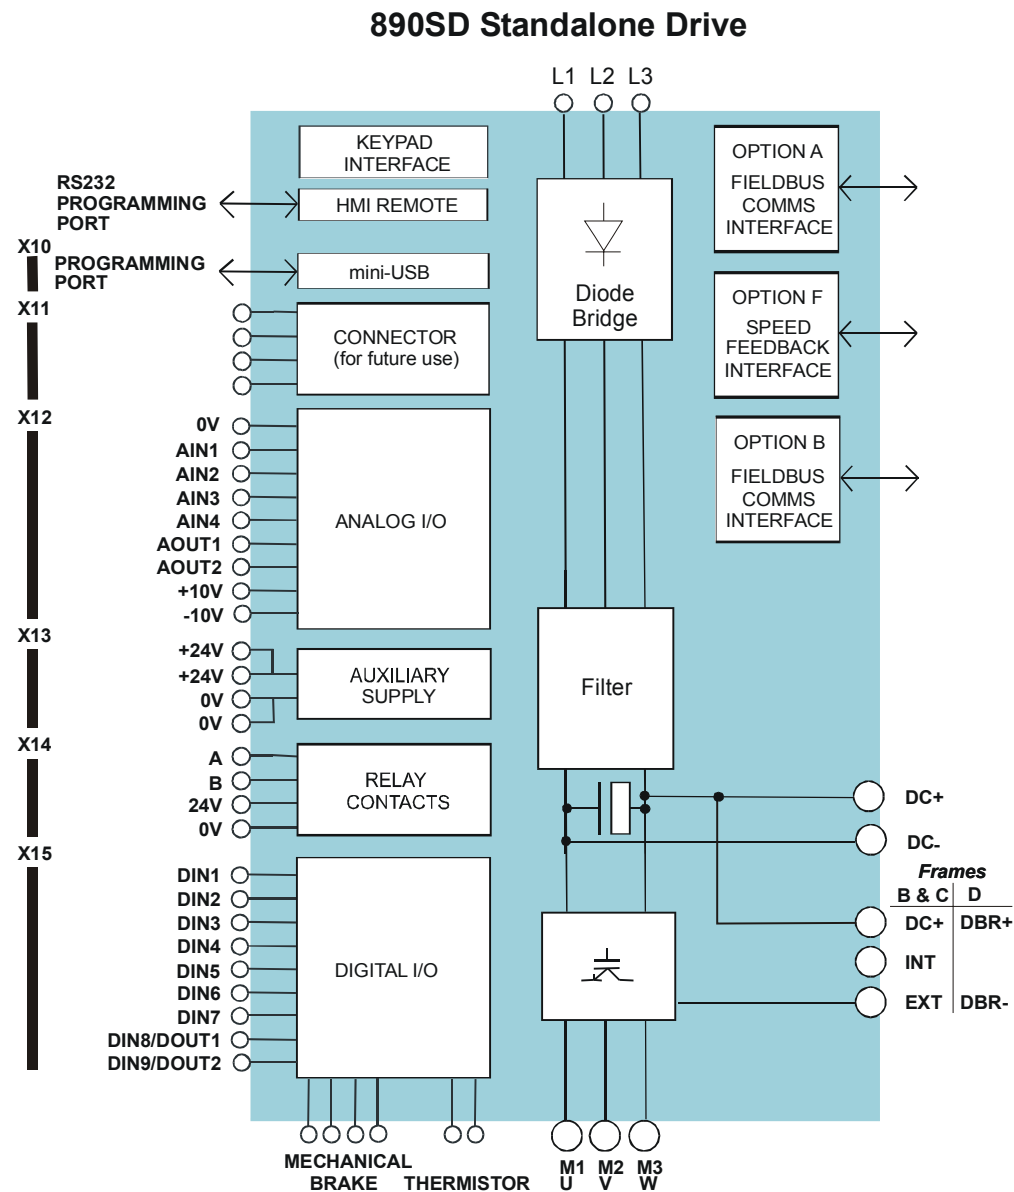 890SD Standalone Drive
L1 L2 L3
KEYPAD
INTERFACE
RS232
PROGRAMMING
PORT
HMI REMOTE
X10
PROGRAMMING
PORT
mini-USB
X11
CONNECTOR
(for future use)
X12
0V
AIN1
AIN2
AIN3
AIN4
AOUT1
AOUT2
+10V
-10V
ANALOG I/O
X13
+24V
+24V
0V
0V
AUXILIARY
SUPPLY
X14
A
B
24V
0V
RELAY
CONTACTS
X15
DIN1
DIN2
DIN3
DIN4
DIN5
DIN6
DIN7
DIN8/DOUT1
DIN9/DOUT2
DIGITAL I/O
MECHANICAL
BRAKE
THERMISTOR
Diode
Bridge
Filter
M1 M2 M3
U V W
OPTION A
FIELDBUS
COMMS
INTERFACE
OPTION F
SPEED
FEEDBACK
INTERFACE
OPTION B
FIELDBUS
COMMS
INTERFACE
DC+
DC-
Frames
B & C D
DC+ DBR+
INT
EXT DBR-